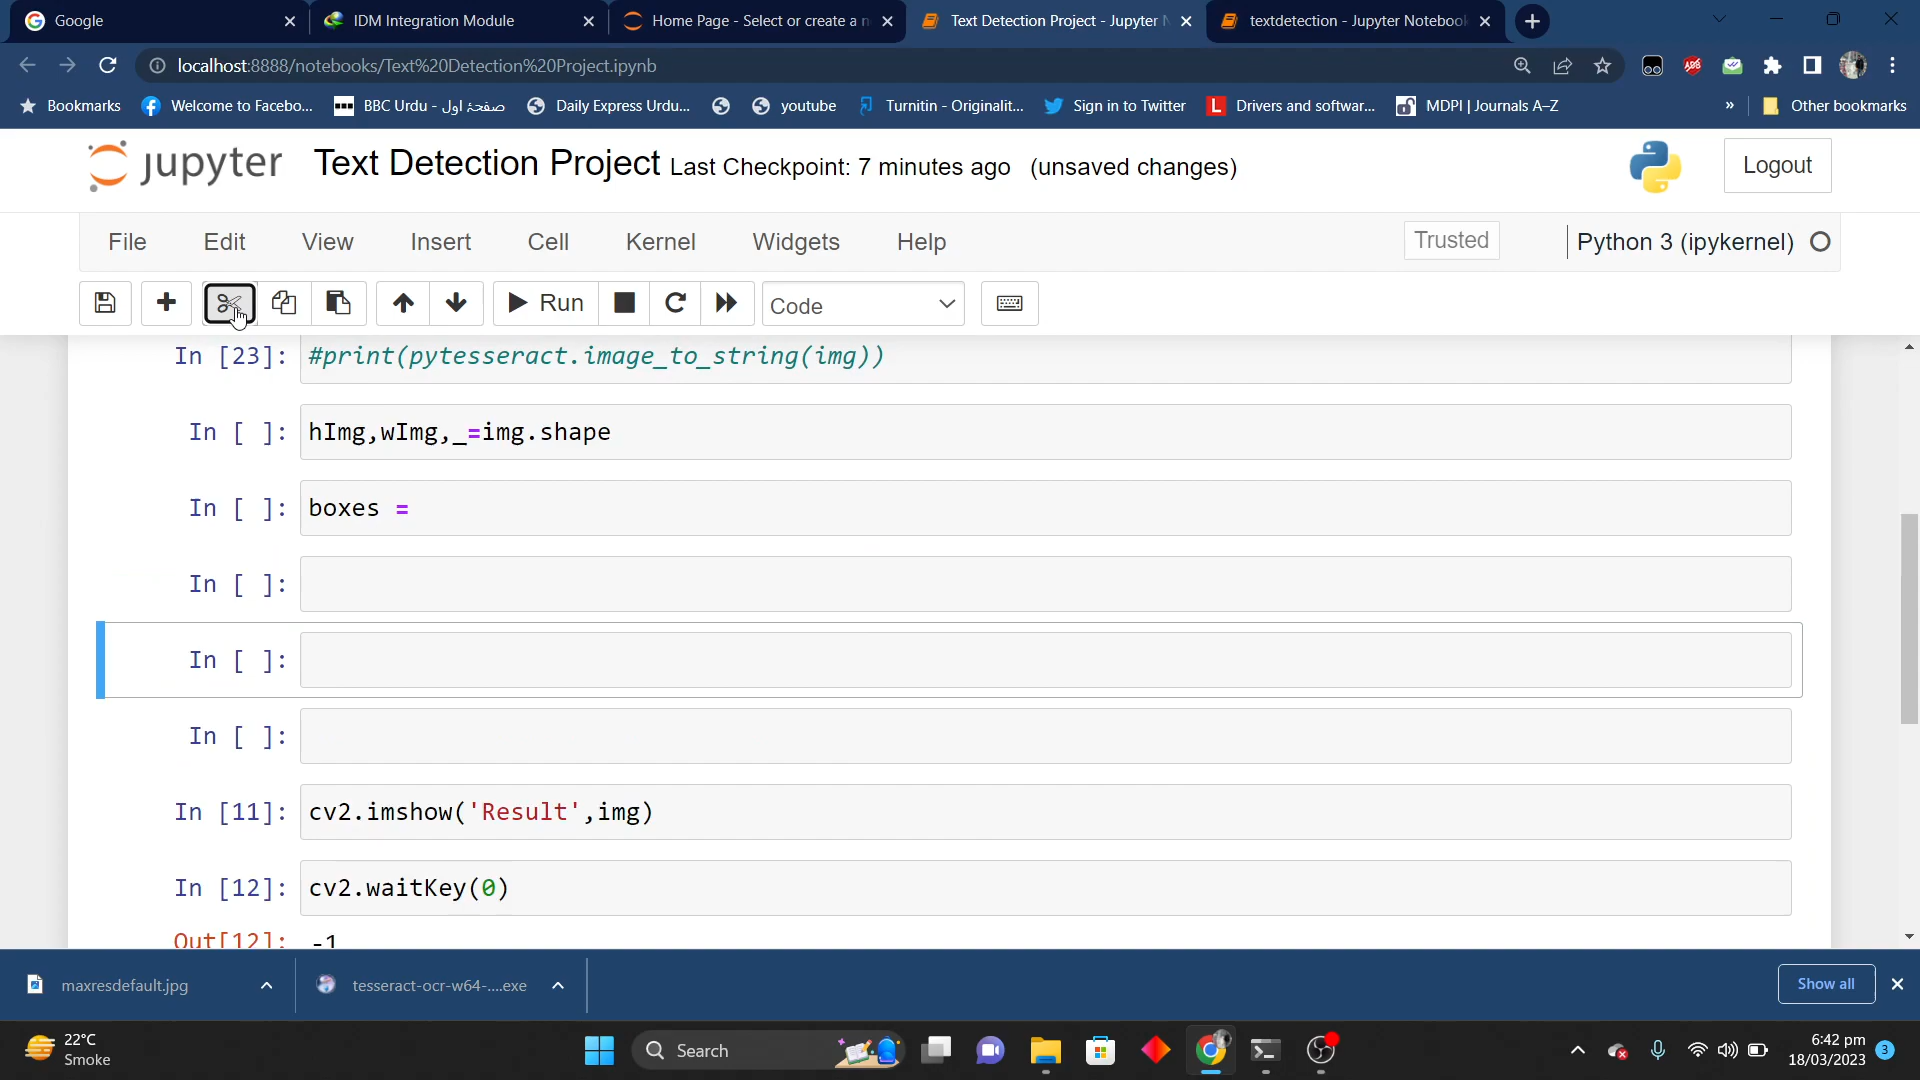 Google
IDM Integration Module
Home Page - Select or create a n
Text Detection Project - Jupyter N
textdetection - Jupyter Notebook
localhost:8888/notebooks/Text%20Detection%20Project.ipynb
Bookmarks
Welcome to Facebo...
BBC Urdu - صفحۂ اول
Daily Express Urdu...
youtube
Turnitin - Originalit...
Sign in to Twitter
L Drivers and softwar...
MDPI | Journals A–Z
»
Other bookmarks
jupyter Text Detection Project Last Checkpoint: 7 minutes ago (unsaved changes)
Logout
File Edit View Insert Cell Kernel Widgets Help
Trusted
Python 3 (ipykernel)
Run
Code
In [23]: #print(pytesseract.image_to_string(img))
In [ ]: hImg,wImg,_=img.shape
In [ ]: boxes =
In [ ]:
In [ ]:
In [ ]:
In [11]: cv2.imshow('Result',img)
In [12]: cv2.waitKey(0)
Out[12]: -1
maxresdefault.jpg
tesseract-ocr-w64-....exe
Show all
22°C
Smoke
Search
6:42 pm
18/03/2023
3